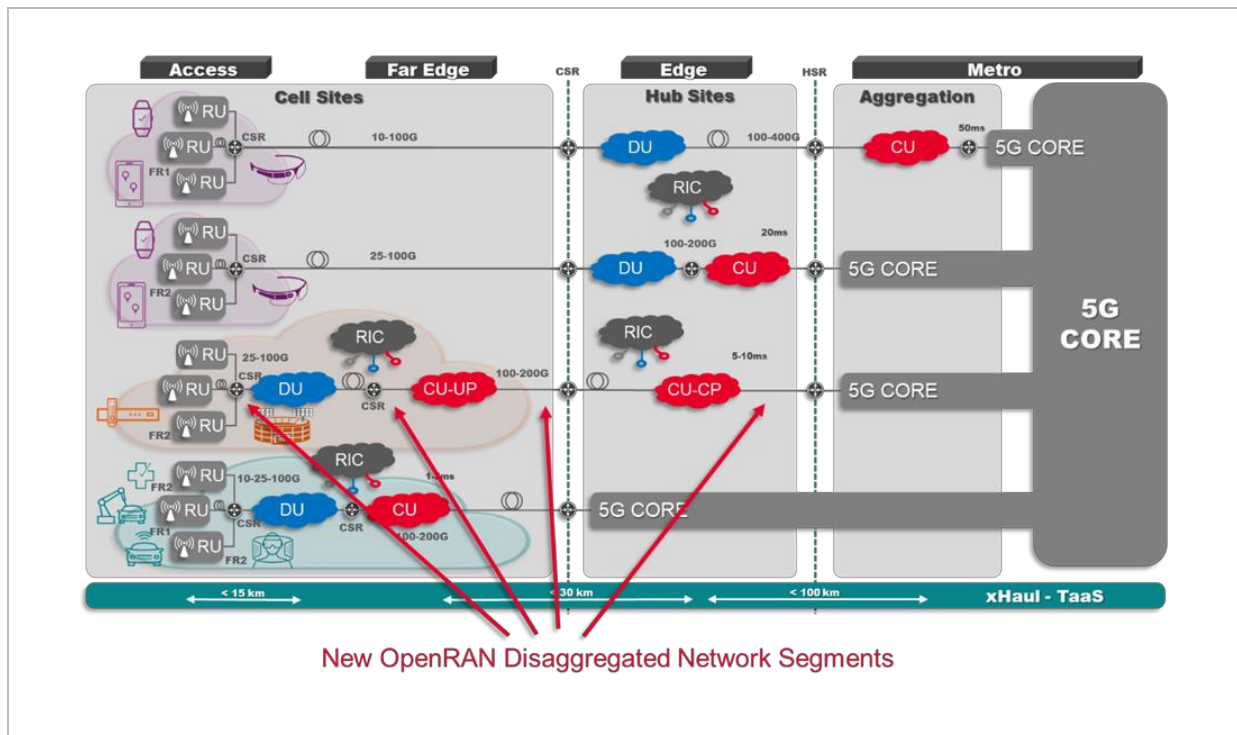 Access
Far Edge
CSR
Edge
HSR
Metro
Cell Sites
Hub Sites
Aggregation
RU
RU
RU
FR1
CSR
10-100G
DU
100-400G
CU
50ms
5G CORE
RIC
RU
RU
RU
FR2
CSR
25-100G
DU
100-200G
20ms
CU
5G CORE
5G
CORE
RU
RU
RU
FR2
25-100G
CSR
DU
RIC
CSR
CU-UP
100-200G
RIC
CU-CP
5-10ms
5G CORE
RU
RU
RU
FR2
FR1
FR2
10-25-100G
CSR
DU
RIC
CSR
CU
100-200G
5G CORE
< 15 km
< 30 km
< 100 km
xHaul - TaaS
New OpenRAN Disaggregated Network Segments